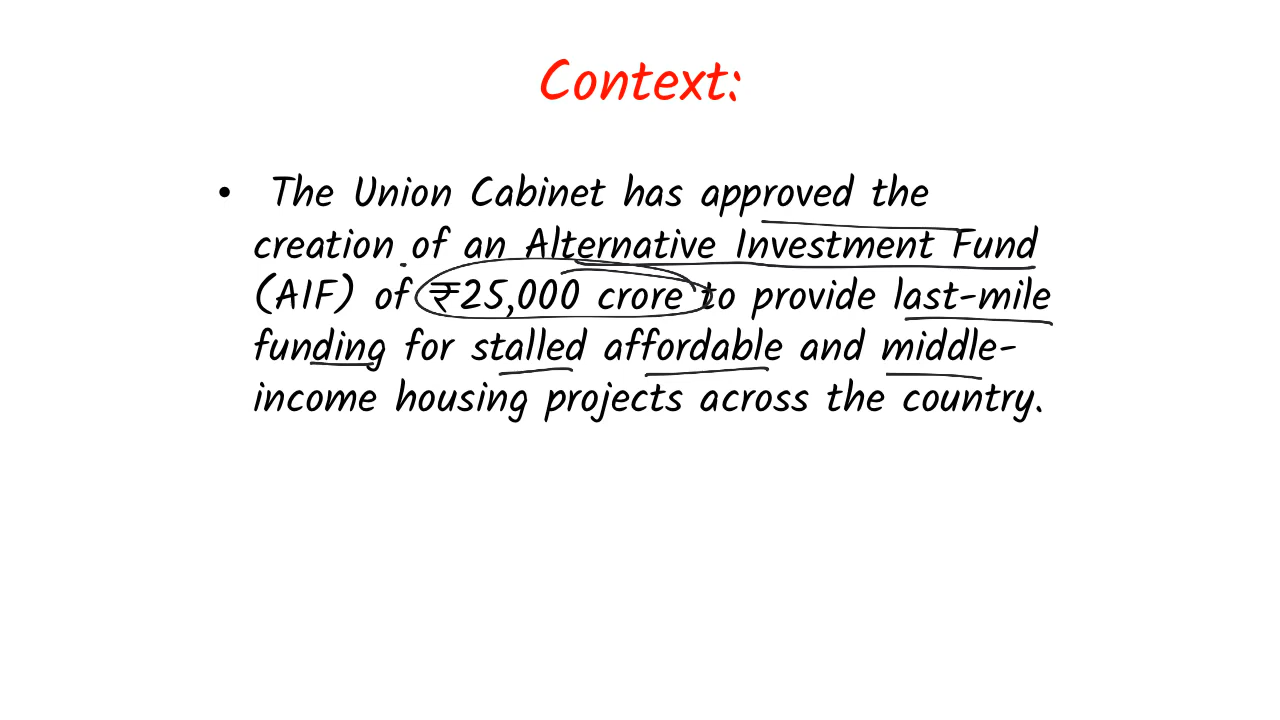 Context:
• The Union Cabinet has approved the
creation of an Alternative Investment Fund
(AIF) of ₹25,000 crore to provide last-mile
funding for stalled affordable and middle-
income housing projects across the country.